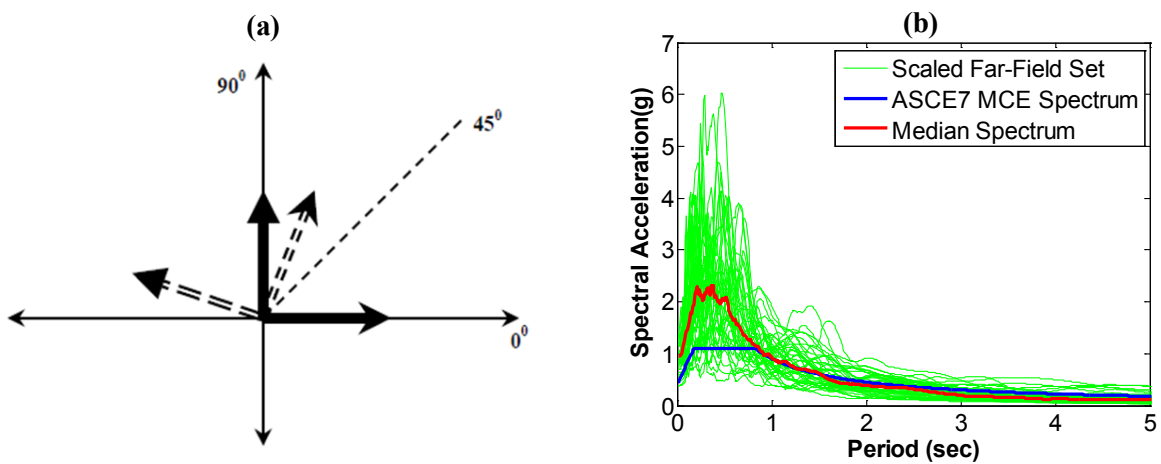 (a)
90⁰
45⁰
0⁰
(b)
7
6
5
4
3
2
1
0
Spectral Acceleration(g)
Scaled Far-Field Set
ASCE7 MCE Spectrum
Median Spectrum
0 1 2 3 4 5
Period (sec)